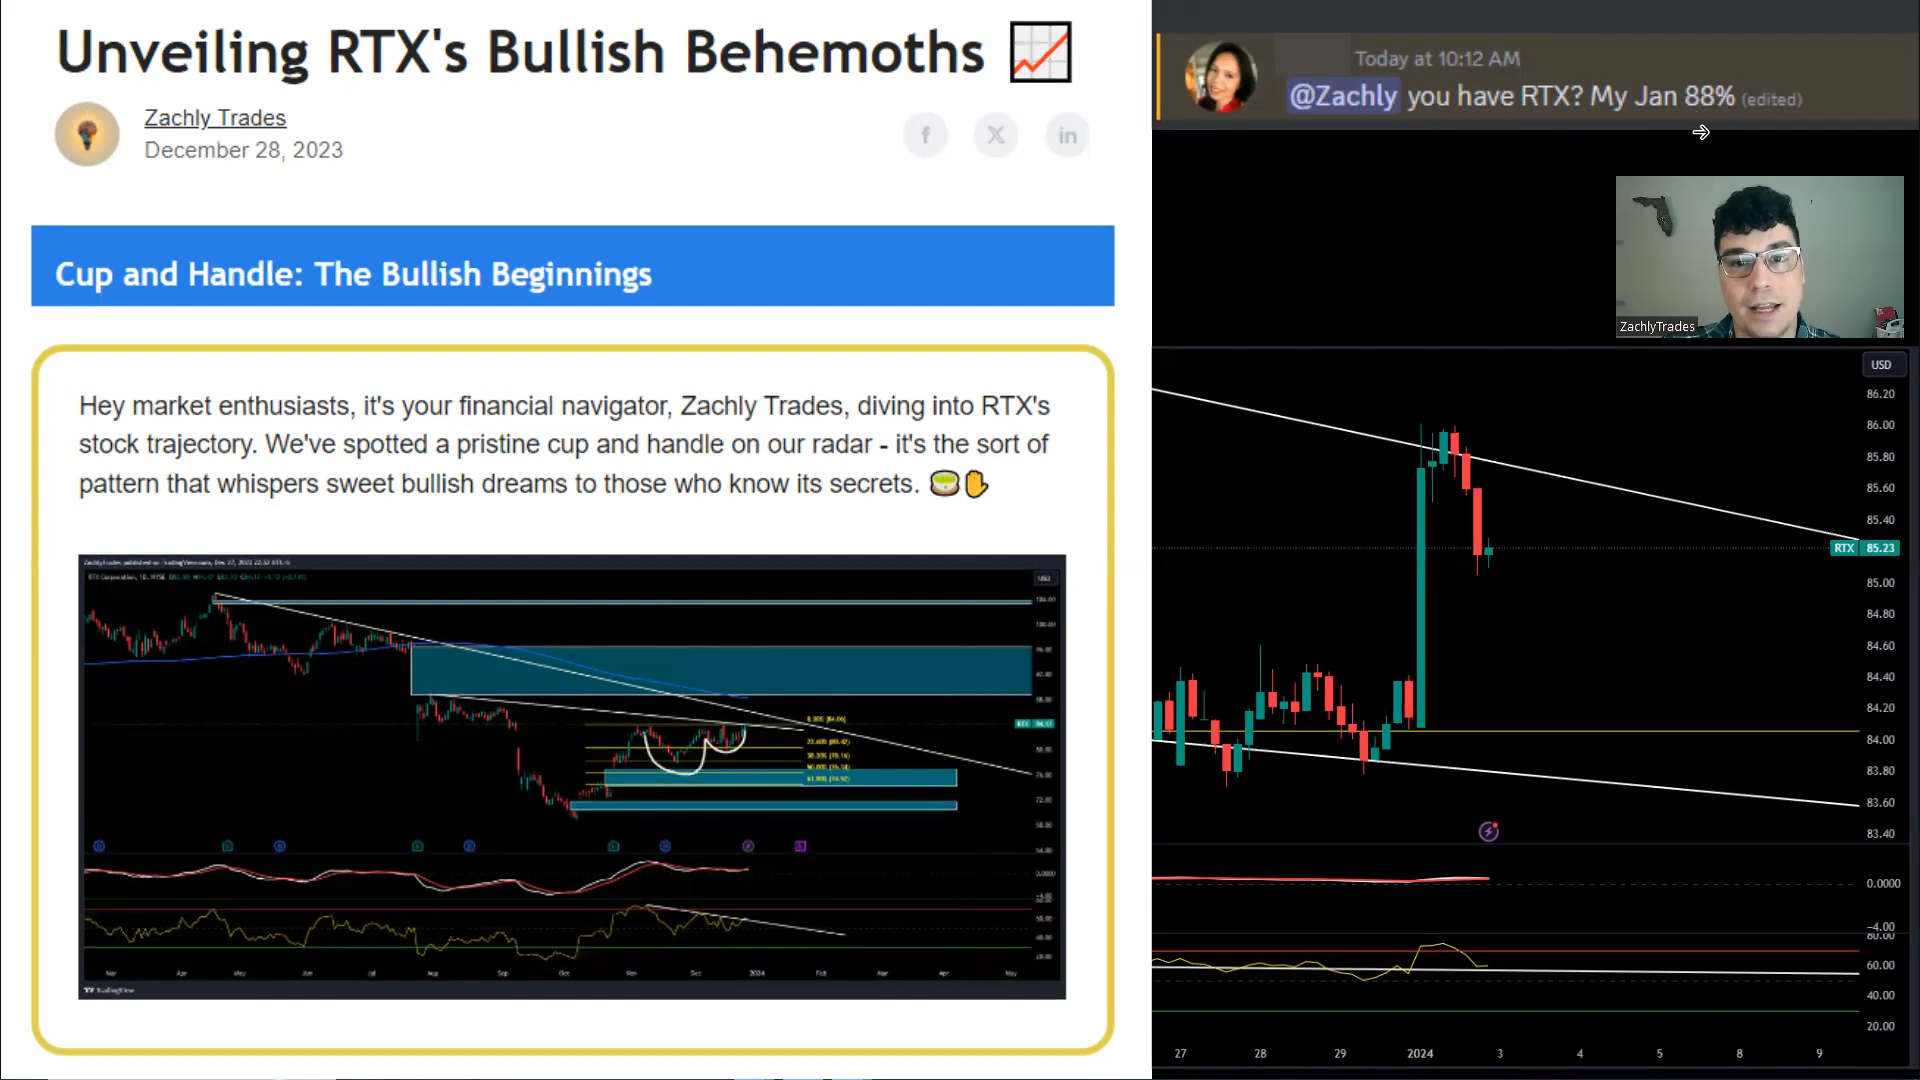 Unveiling RTX's Bullish Behemoths
Zachly Trades
December 28, 2023
f X in
Cup and Handle: The Bullish Beginnings
Hey market enthusiasts, it's your financial navigator, Zachly Trades, diving into RTX's
stock trajectory. We've spotted a pristine cup and handle on our radar - it's the sort of
pattern that whispers sweet bullish dreams to those who know its secrets.
USD
TradingView
Today at 10:12 AM
@Zachly you have RTX? My Jan 88% (edited)
ZachlyTrades
USD
86.20
86.00
85.80
85.60
85.40
RTX 85.23
85.00
84.80
84.60
84.40
84.20
84.00
83.80
83.60
83.40
0.0000
−4.00
80.00
60.00
40.00
20.00
27 28 29 2024 3 4 5 8 9